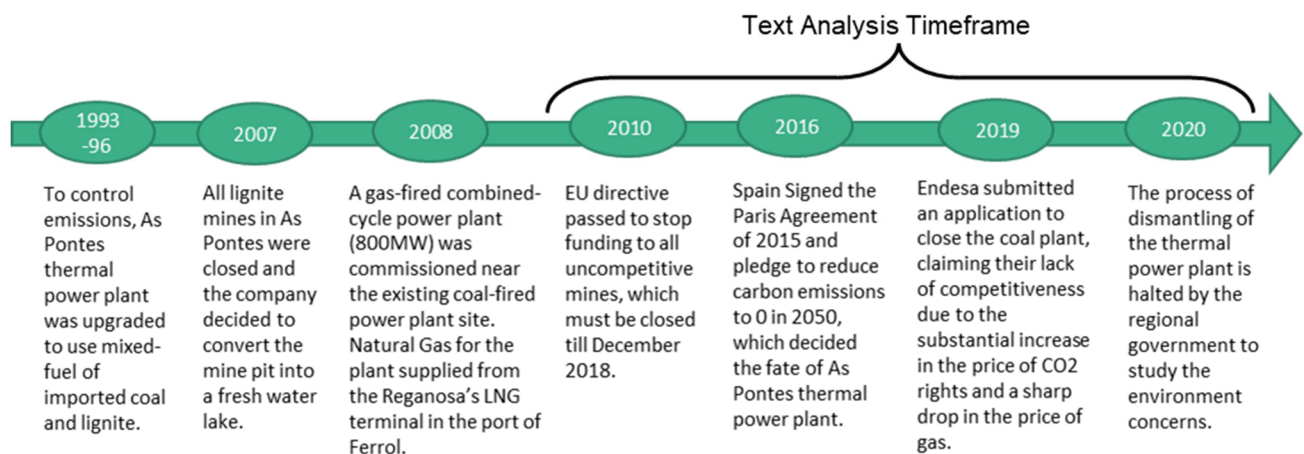 Text Analysis Timeframe
1993
-96
2007
2008
2010
2016
2019
2020
To control
emissions, As
Pontes
thermal
power plant
was upgraded
to use mixed-
fuel of
imported coal
and lignite.
All lignite
mines in As
Pontes were
closed and
the company
decided to
convert the
mine pit into
a fresh water
lake.
A gas-fired combined-
cycle power plant
(800MW) was
commissioned near
the existing coal-fired
power plant site.
Natural Gas for the
plant supplied from
the Reganosa's LNG
terminal in the port of
Ferrol.
EU directive
passed to stop
funding to all
uncompetitive
mines, which
must be closed
till December
2018.
Spain Signed the
Paris Agreement
of 2015 and
pledge to reduce
carbon emissions
to 0 in 2050,
which decided
the fate of As
Pontes thermal
power plant.
Endesa submitted
an application to
close the coal plant,
claiming their lack
of competitiveness
due to the
substantial increase
in the price of CO2
rights and a sharp
drop in the price of
gas.
The process of
dismantling of
the thermal
power plant is
halted by the
regional
government to
study the
environment
concerns.